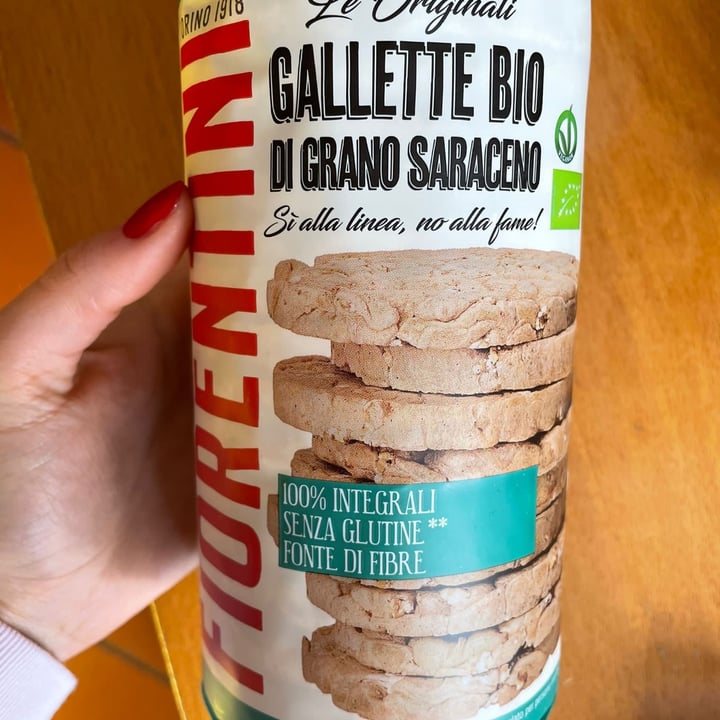 FIORENTINI
Le Originali
GALLETTE BIO
DI GRANO SARACENO
Sì alla linea, no alla fame!
100% INTEGRALI
SENZA GLUTINE**
FONTE DI FIBRE